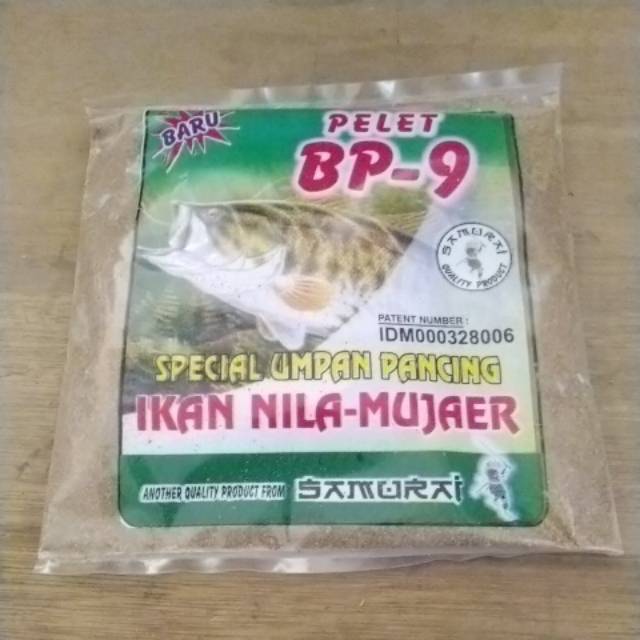 BARU
PELET
BP-9
SAMURAI
QUALITY PRODUCT
PATENT NUMBER :
IDM000328006
SPECIAL UMPAN PANCING
IKAN NILA-MUJAER
ANOTHER QUALITY PRODUCT FROM SAMURAI